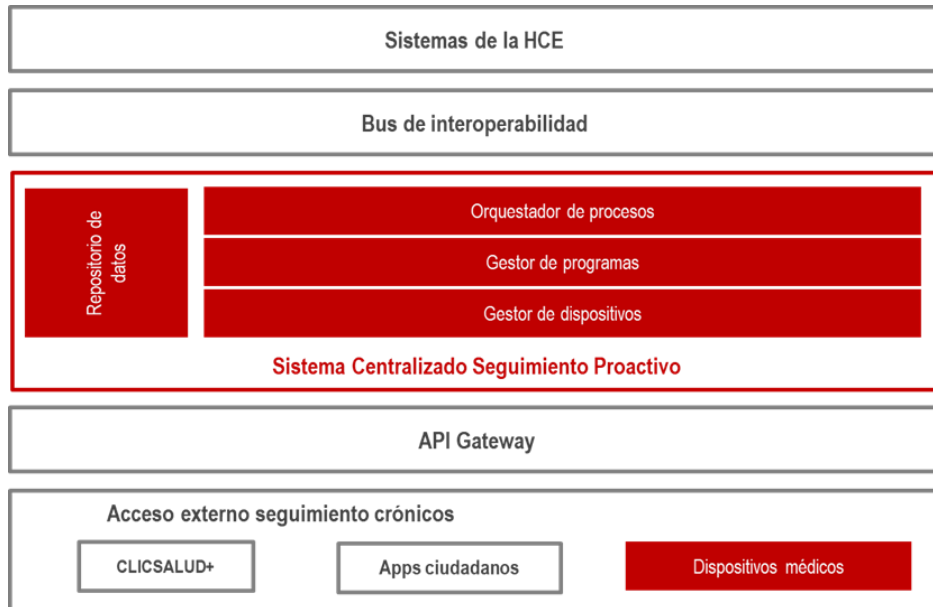 Sistemas de la HCE
Bus de interoperabilidad
Repositorio de
datos
Orquestador de procesos
Gestor de programas
Gestor de dispositivos
Sistema Centralizado Seguimiento Proactivo
API Gateway
Acceso externo seguimiento crónicos
CLICSALUD+
Apps ciudadanos
Dispositivos médicos